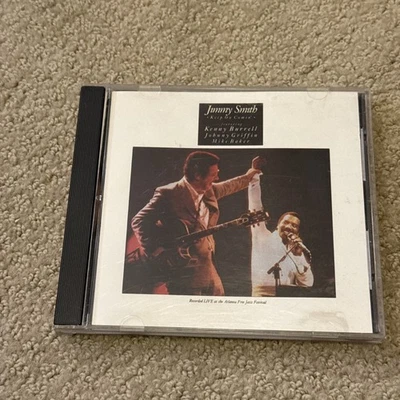 Jimmy Smith
- Keep On Comin' -
featuring
Kenny Burrell
Johnny Griffin
Mike Baker
Recorded LIVE at the Atlanta Free Jazz Festival